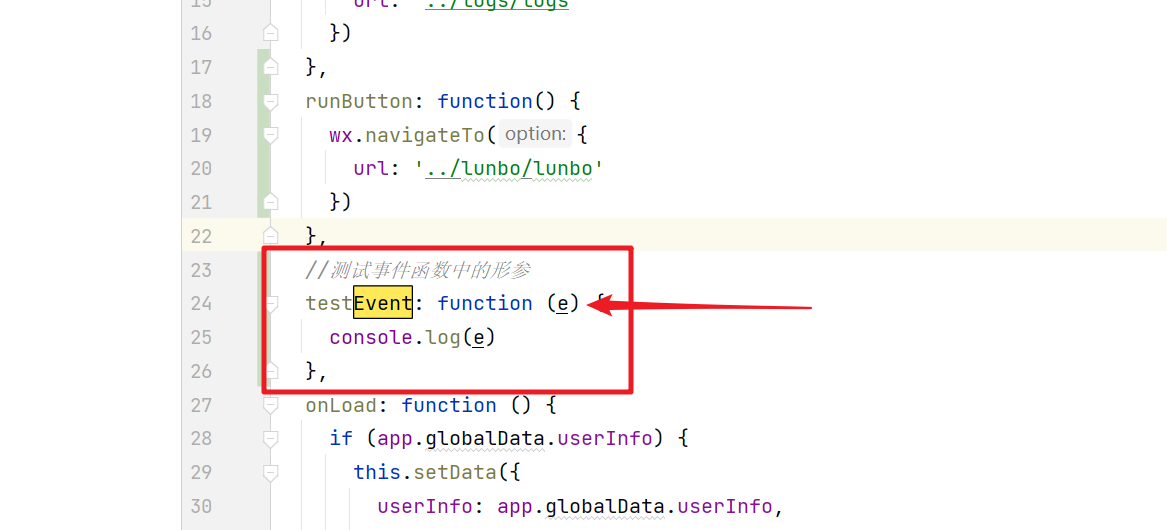 15 url: '../logs/logs
16 })
17 },
18 runButton: function() {
19 wx.navigateTo( option: {
20 url: '../lunbo/lunbo'
21 })
22 },
23 //测试事件函数中的形参
24 testEvent: function (e) {
25 console.log(e)
26 },
27 onLoad: function () {
28 if (app.globalData.userInfo) {
29 this.setData({
30 userInfo: app.globalData.userInfo,